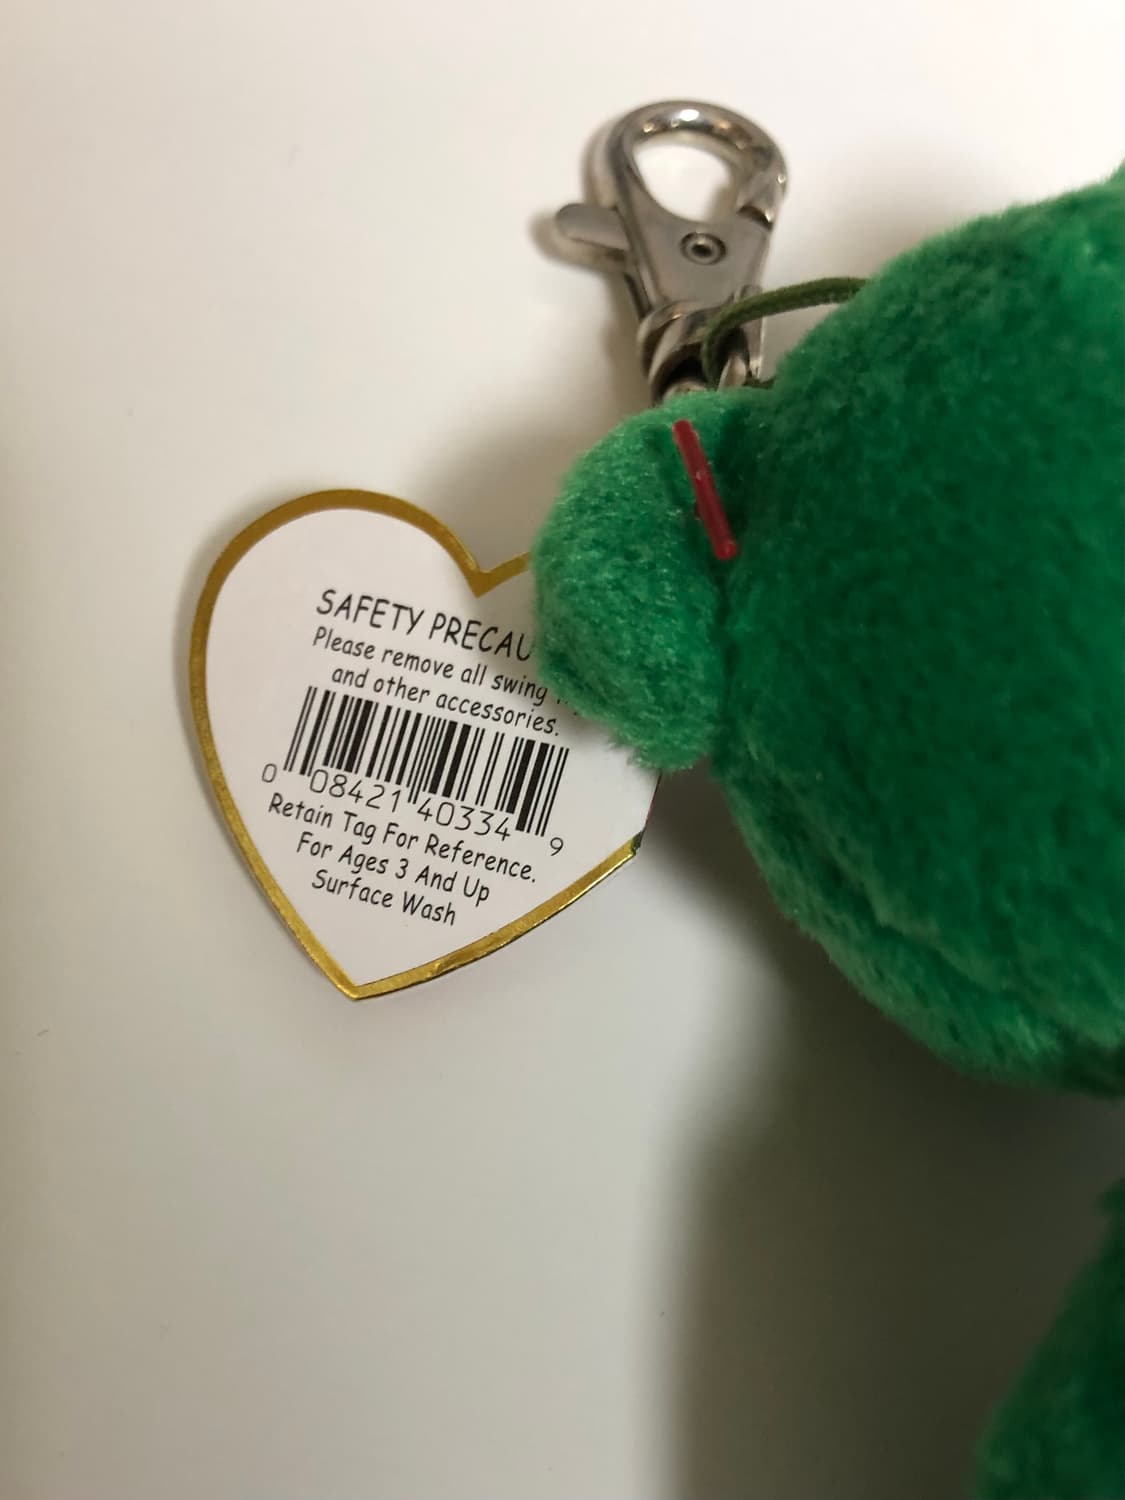 SAFETY PRECAU
Please remove all swing
and other accessories.
0 08421 40334 9
Retain Tag For Reference.
For Ages 3 And Up
Surface Wash